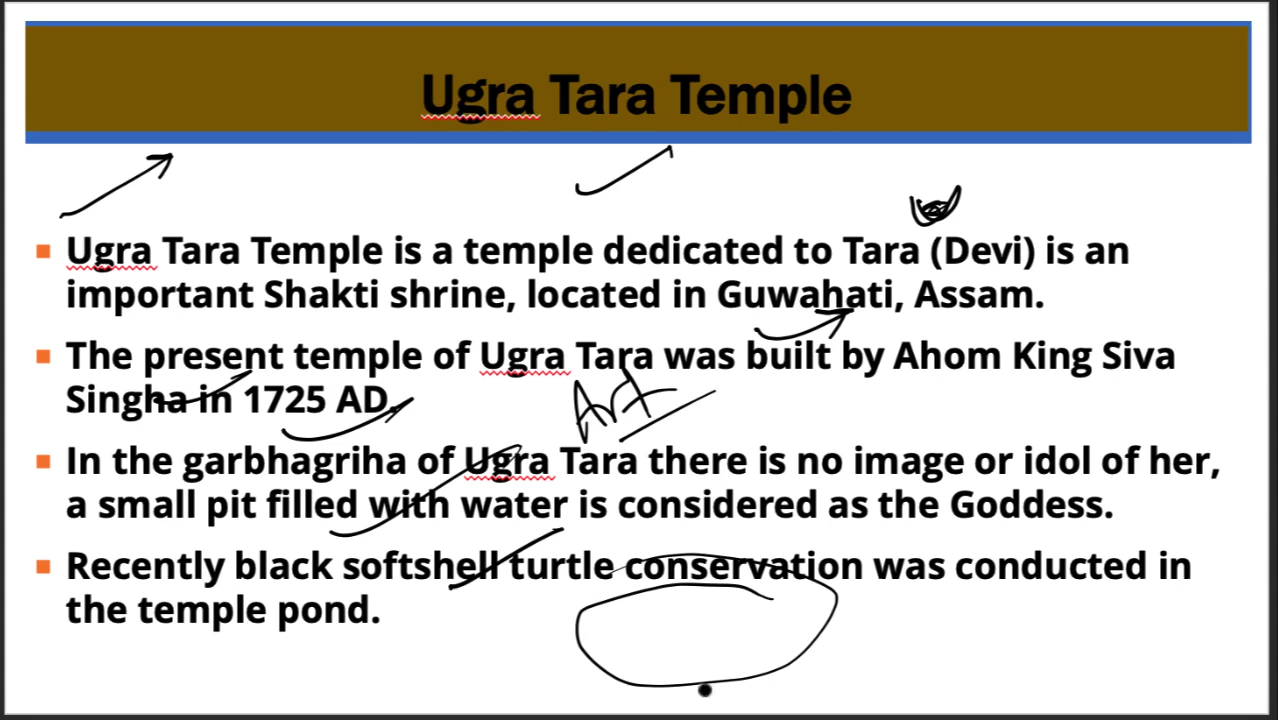 Ugra Tara Temple
Ugra Tara Temple is a temple dedicated to Tara (Devi) is an
important Shakti shrine, located in Guwahati, Assam.
The present temple of Ugra Tara was built by Ahom King Siva
Singha in 1725 AD.
Art
In the garbhagriha of Ugra Tara there is no image or idol of her,
a small pit filled with water is considered as the Goddess.
Recently black softshell turtle conservation was conducted in
the temple pond.